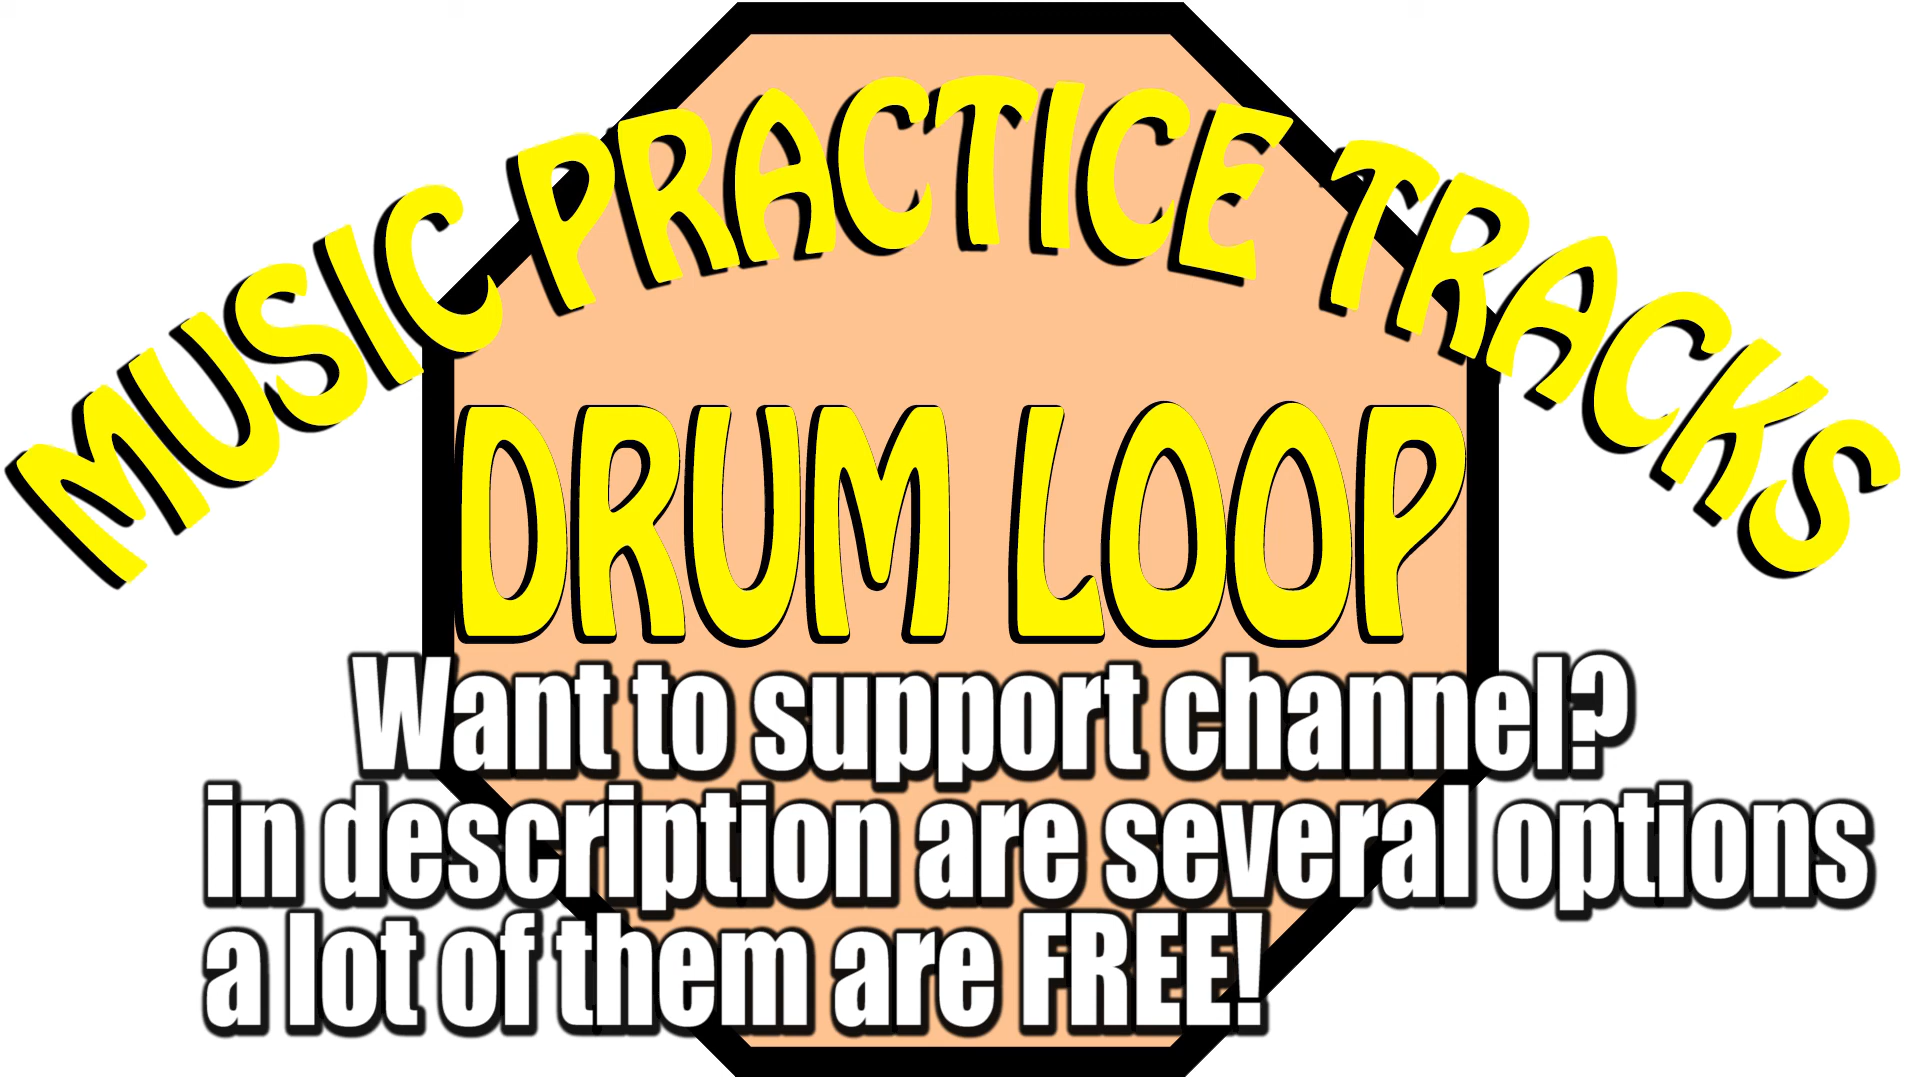 MUSIC PRACTICE TRACKS
DRUM LOOP
Want to support channel?
in description are several options
a lot of them are FREE!